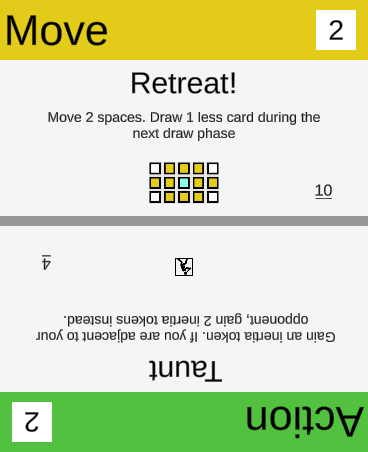 Move
2
Retreat!
Move 2 spaces. Draw 1 less card during the
next draw phase
10
Action
2
Taunt
Gain an inertia token. If you are adjacent to your
opponent, gain 2 inertia tokens instead.
4